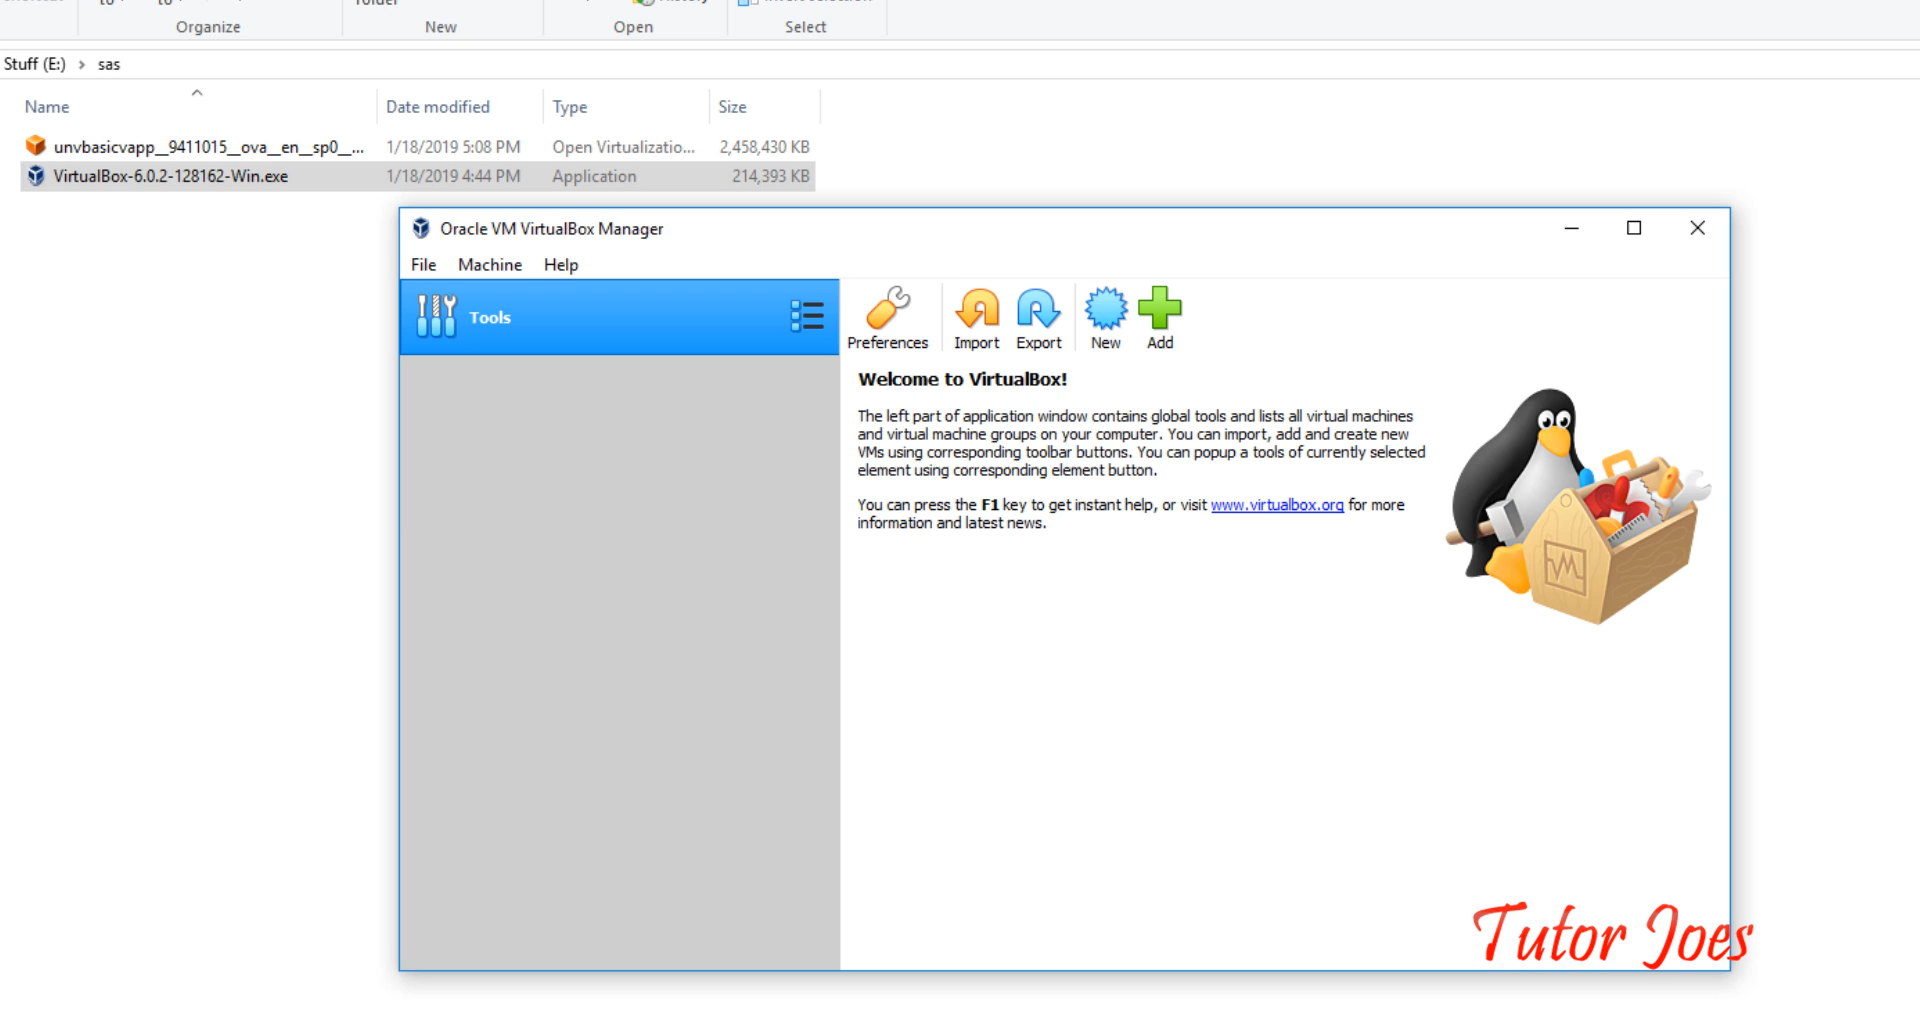 Organize
New
Open
Select
Stuff (E:) > sas
Name Date modified Type Size
unvbasicvapp__9411015__ova__en__sp0__... 1/18/2019 5:08 PM Open Virtualizatio... 2,458,430 KB
VirtualBox-6.0.2-128162-Win.exe 1/18/2019 4:44 PM Application 214,393 KB
Oracle VM VirtualBox Manager
File Machine Help
Tools
Preferences Import Export New Add
Welcome to VirtualBox!
The left part of application window contains global tools and lists all virtual machines
and virtual machine groups on your computer. You can import, add and create new
VMs using corresponding toolbar buttons. You can popup a tools of currently selected
element using corresponding element button.
You can press the F1 key to get instant help, or visit www.virtualbox.org for more
information and latest news.
Tutor Joes